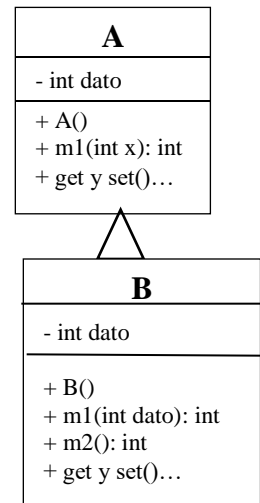 A
- int dato
+ A()
+ m1(int x): int
+ get y set()…
B
- int dato
+ B()
+ m1(int dato): int
+ m2(): int
+ get y set()…